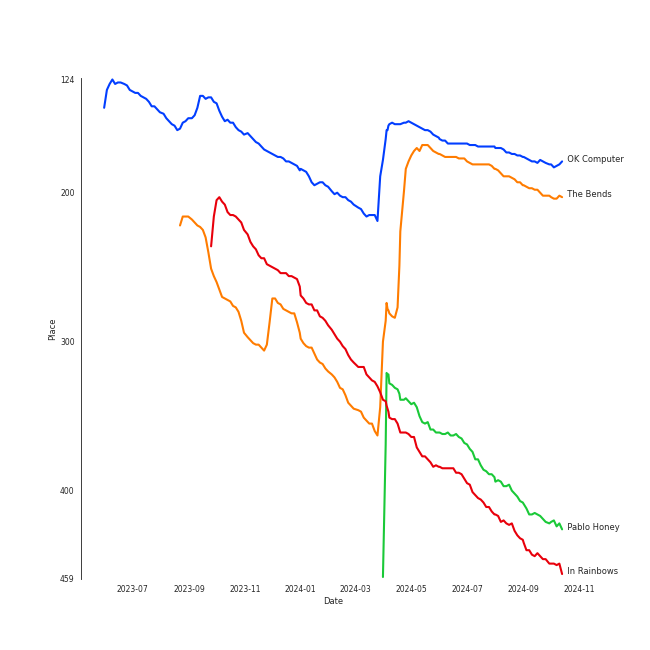 124
200
300
400
459
Place
OK Computer
The Bends
Pablo Honey
In Rainbows
2023-07 2023-09 2023-11 2024-01 2024-03 2024-05 2024-07 2024-09 2024-11
Date